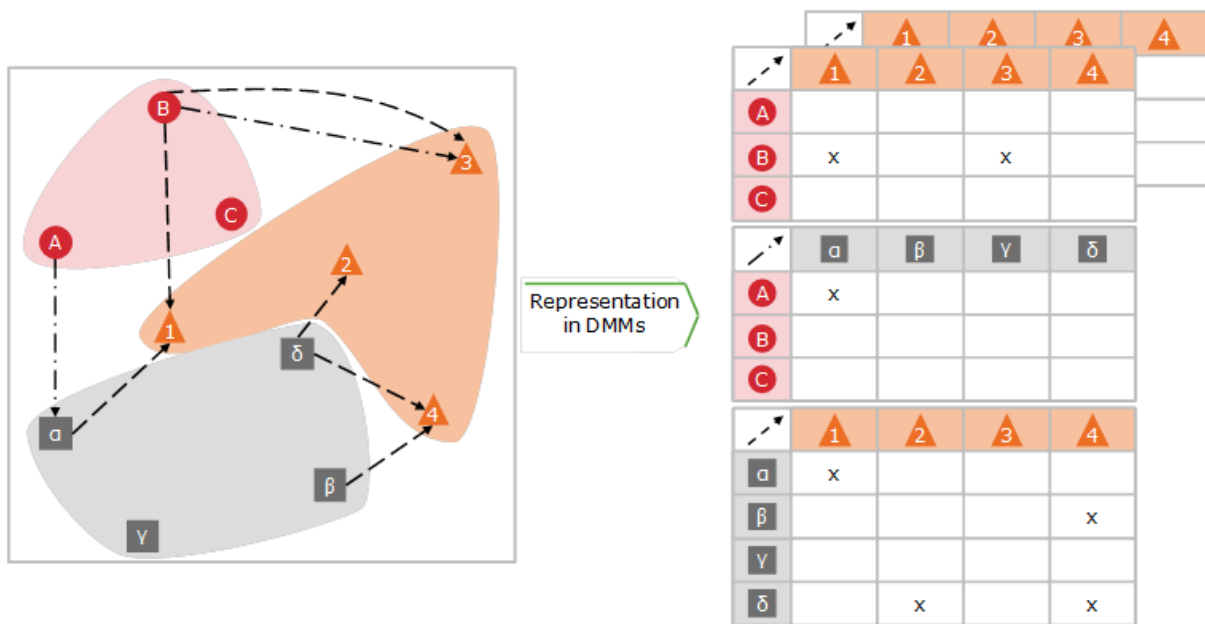 B
3
C
A
2
1
δ
4
α
β
γ
Representation
in DMMs
1 2 3 4
1 2 3 4
A
B x x
C
α β γ δ
A x
B
C
1 2 3 4
α x
β x
γ
δ x x